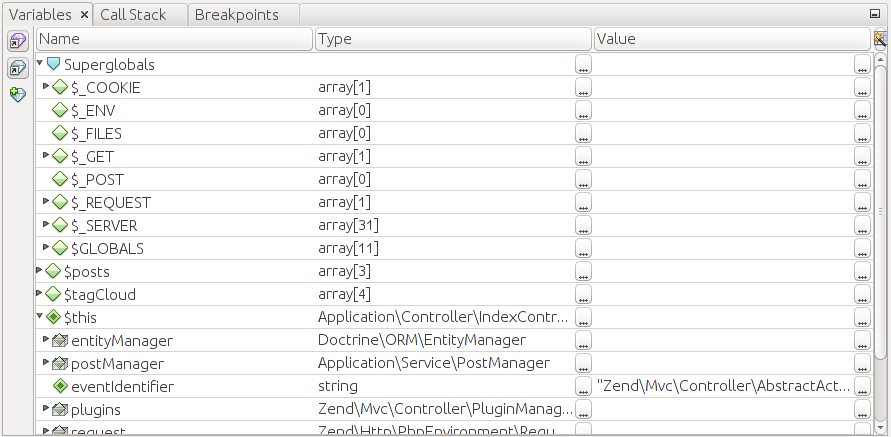 Variables × Call Stack Breakpoints
Name Type Value
Superglobals ... ...
$_COOKIE array[1] ... ...
$_ENV array[0] ... ...
$_FILES array[0] ... ...
$_GET array[1] ... ...
$_POST array[0] ... ...
$_REQUEST array[1] ... ...
$_SERVER array[31] ... ...
$GLOBALS array[11] ... ...
$posts array[3] ... ...
$tagCloud array[4] ... ...
$this Application\Controller\IndexContr... ... ...
entityManager Doctrine\ORM\EntityManager ... ...
postManager Application\Service\PostManager ... ...
eventIdentifier string ... "Zend\Mvc\Controller\AbstractAct... ...
plugins Zend\Mvc\Controller\PluginManag... ... ...
request Zend\Http\PhpEnvironment\Requ... ... ...